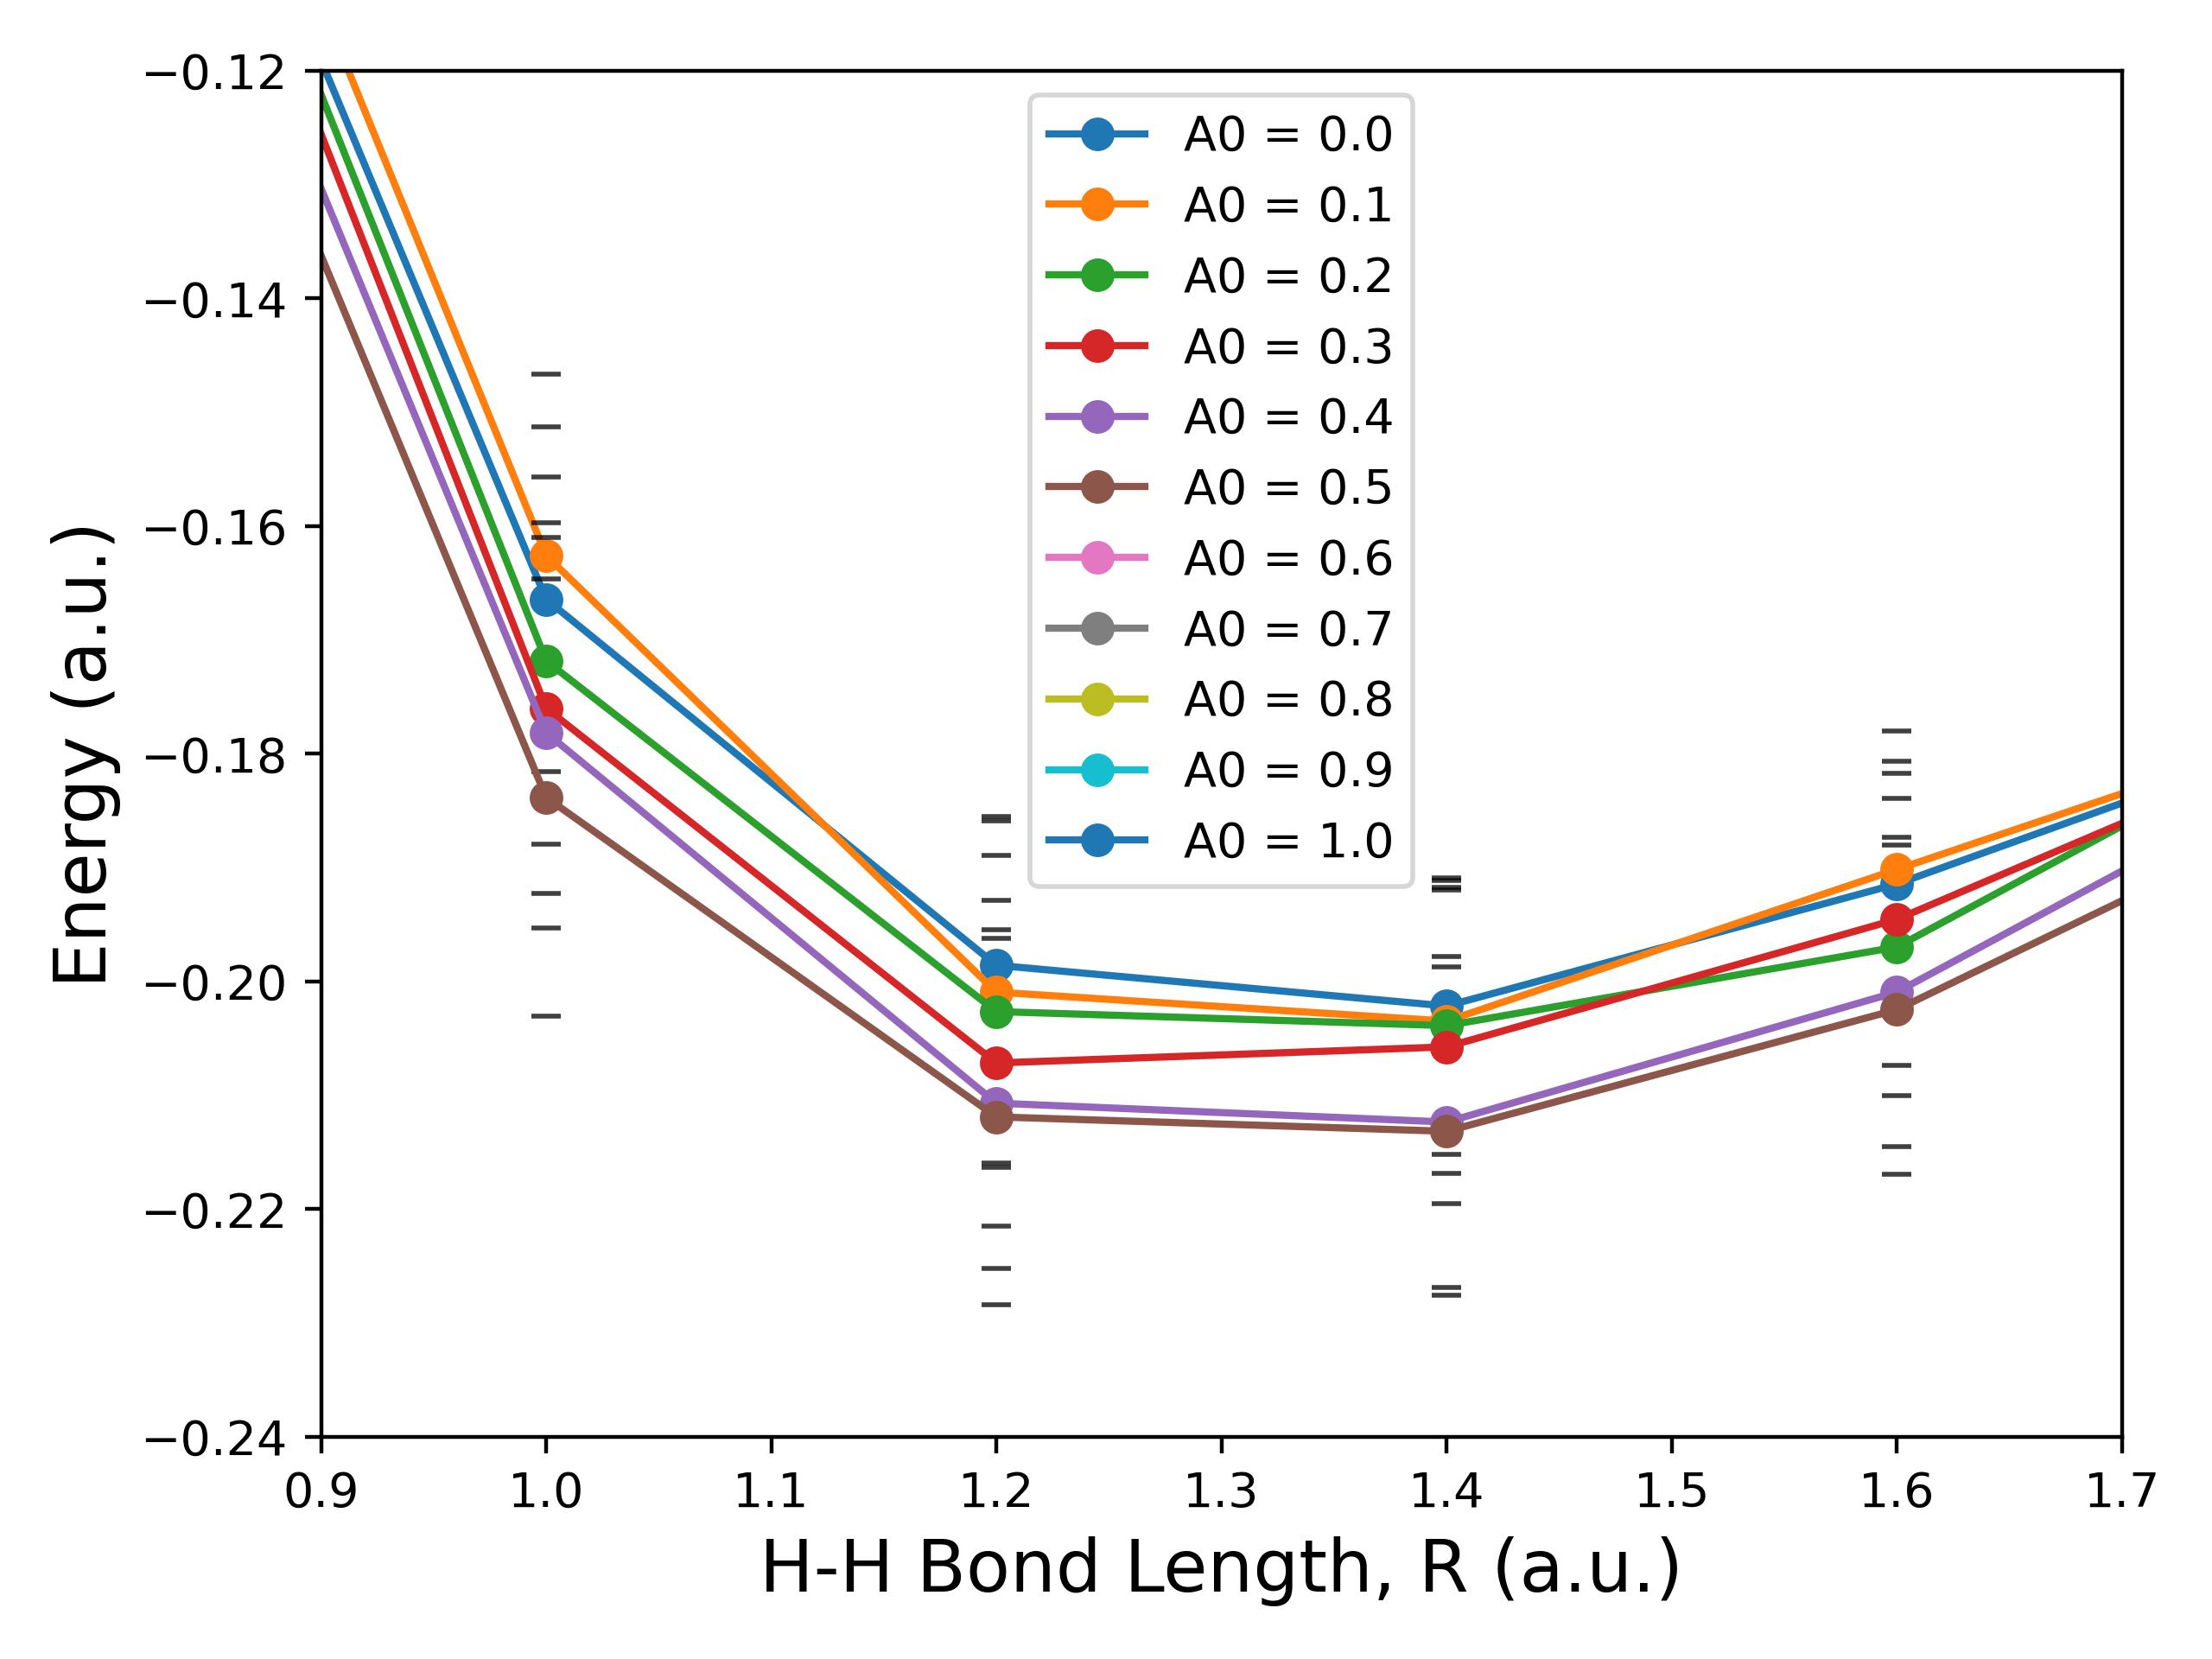 −0.12
−0.14
−0.16
−0.18
−0.20
−0.22
−0.24
Energy (a.u.)
A0 = 0.0
A0 = 0.1
A0 = 0.2
A0 = 0.3
A0 = 0.4
A0 = 0.5
A0 = 0.6
A0 = 0.7
A0 = 0.8
A0 = 0.9
A0 = 1.0
0.9 1.0 1.1 1.2 1.3 1.4 1.5 1.6 1.7
H-H Bond Length, R (a.u.)